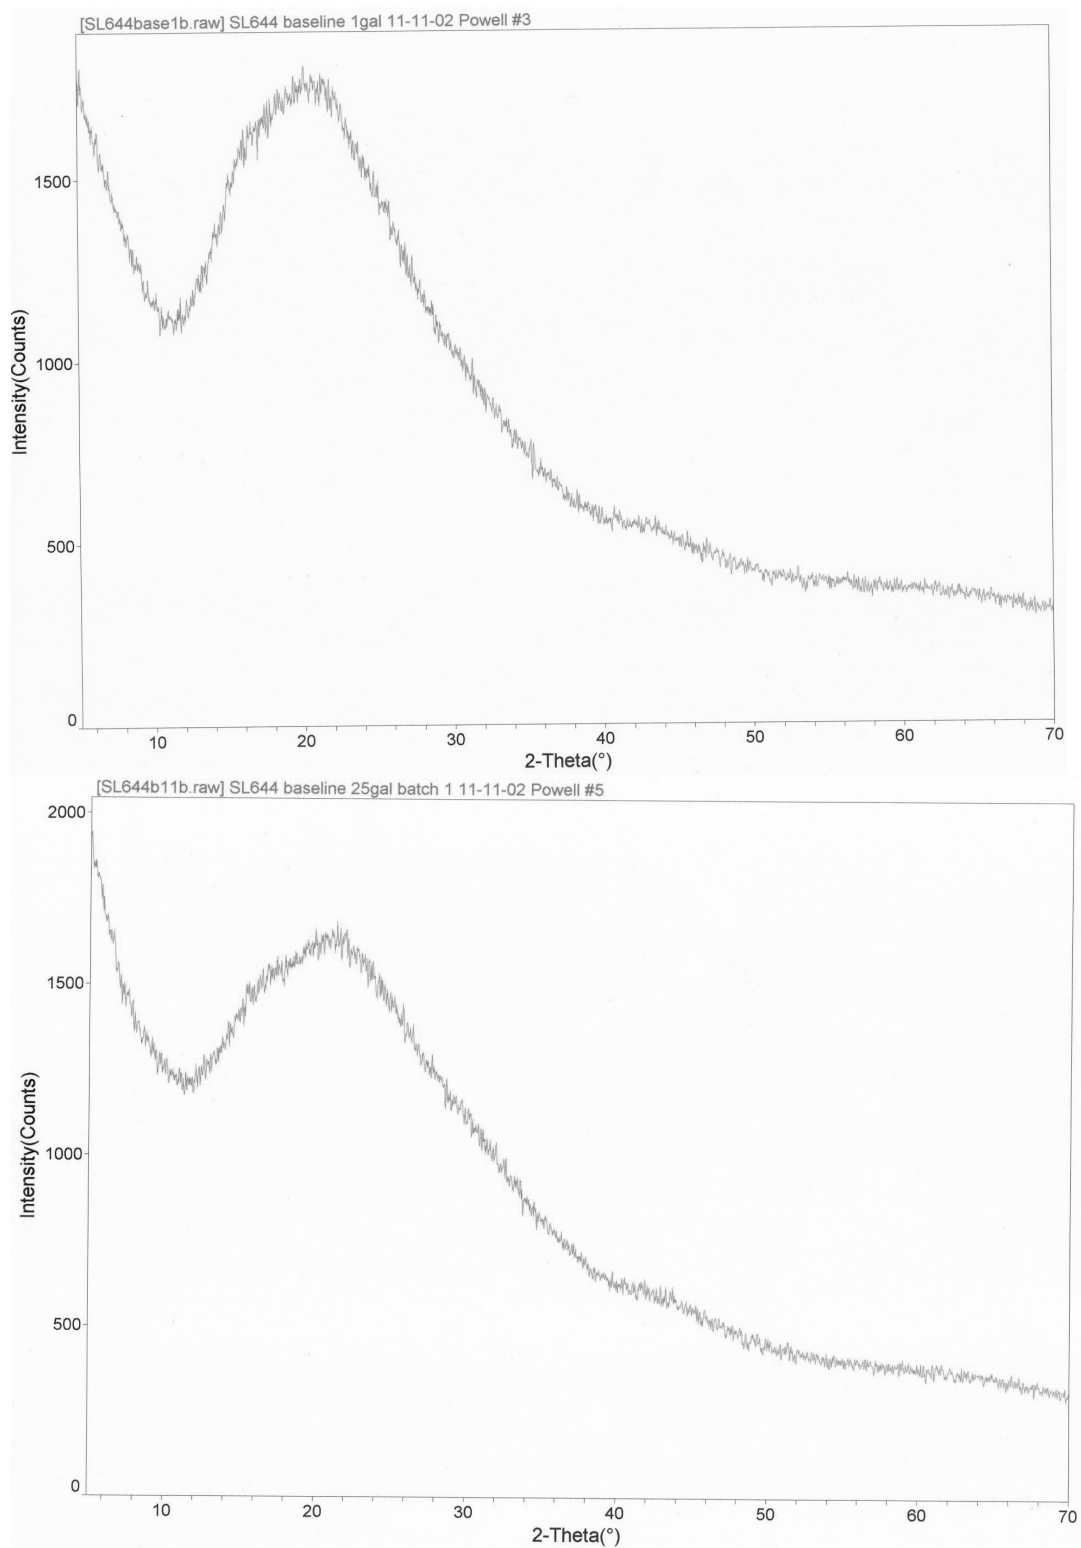 [SL644base1b.raw] SL644 baseline 1gal 11-11-02 Powell #3
Intensity(Counts)
1500
1000
500
0
10 20 30 40 50 60 70
2-Theta(°)
[SL644b11b.raw] SL644 baseline 25gal batch 1 11-11-02 Powell #5
Intensity(Counts)
2000
1500
1000
500
0
10 20 30 40 50 60 70
2-Theta(°)